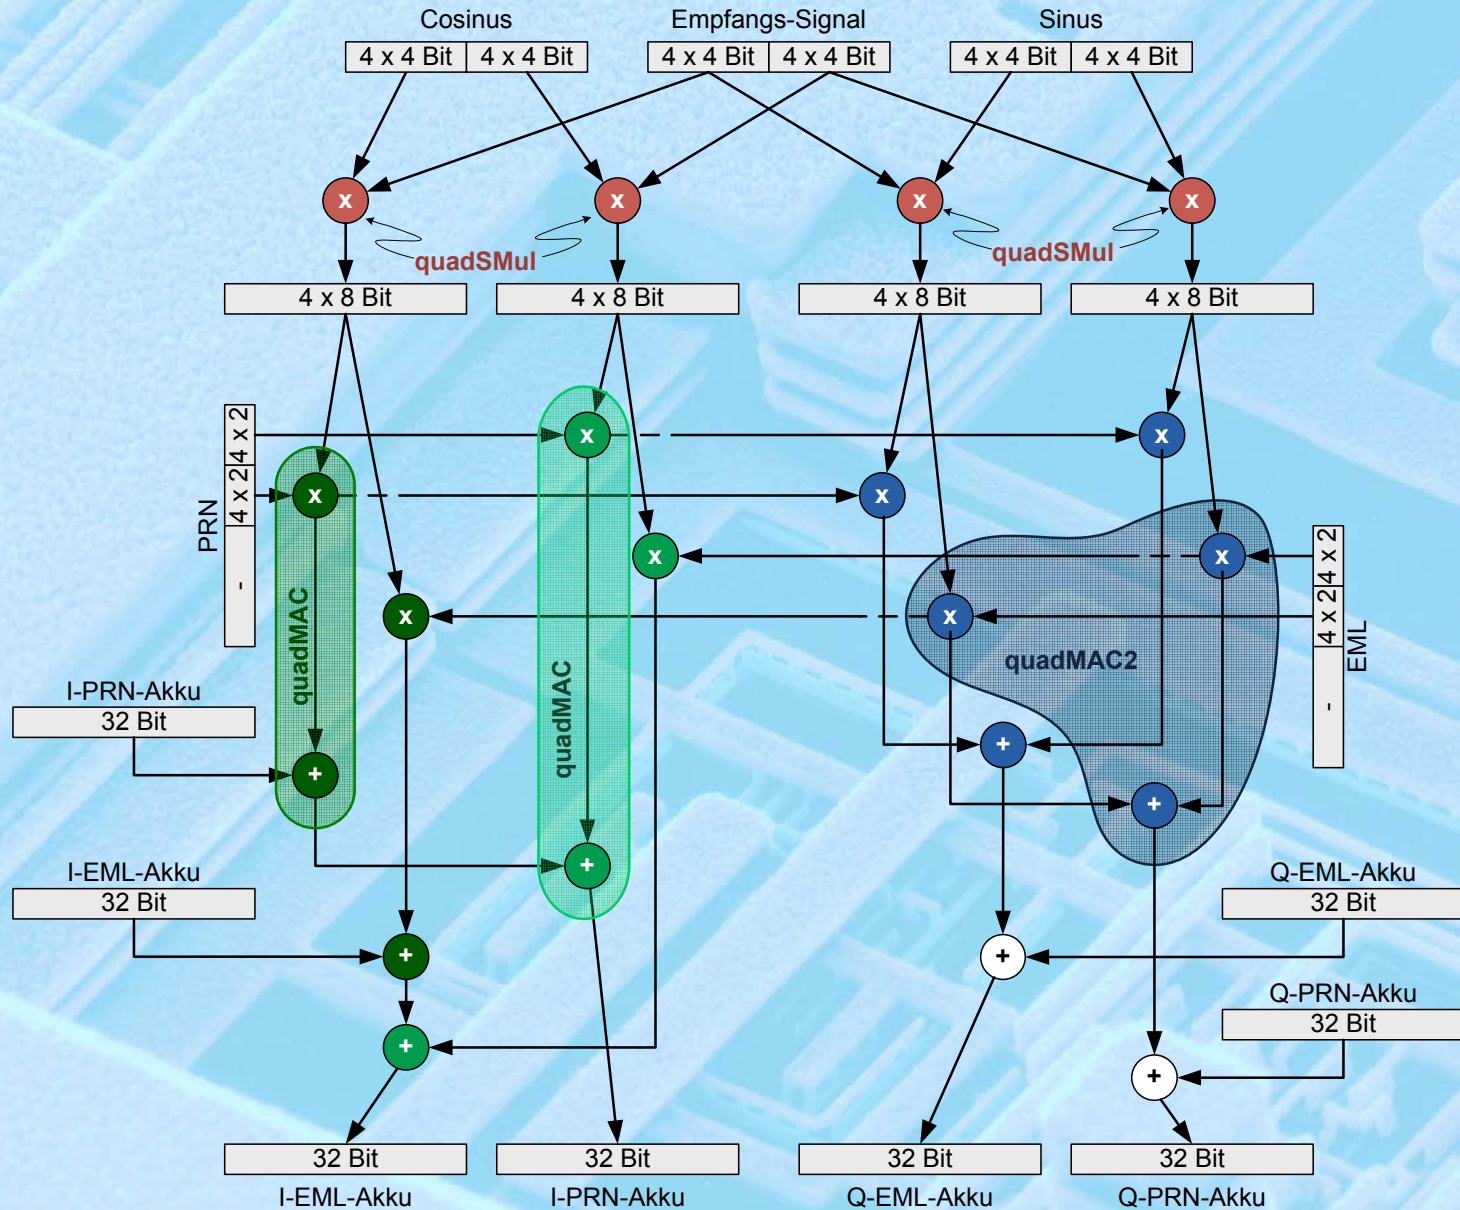 Cosinus Empfangs-Signal Sinus
4 x 4 Bit 4 x 4 Bit 4 x 4 Bit 4 x 4 Bit 4 x 4 Bit 4 x 4 Bit
x x x x
quadSMul quadSMul
4 x 8 Bit 4 x 8 Bit 4 x 8 Bit 4 x 8 Bit
PRN
4 x 2
4 x 2
-
x x
x x
x x
x x
4 x 2
4 x 2
-
EML
quadMAC
quadMAC
quadMAC2
I-PRN-Akku
32 Bit
+
+
+
+
I-EML-Akku
32 Bit
Q-EML-Akku
32 Bit
+ +
Q-PRN-Akku
32 Bit
+ +
32 Bit 32 Bit 32 Bit 32 Bit
I-EML-Akku I-PRN-Akku Q-EML-Akku Q-PRN-Akku